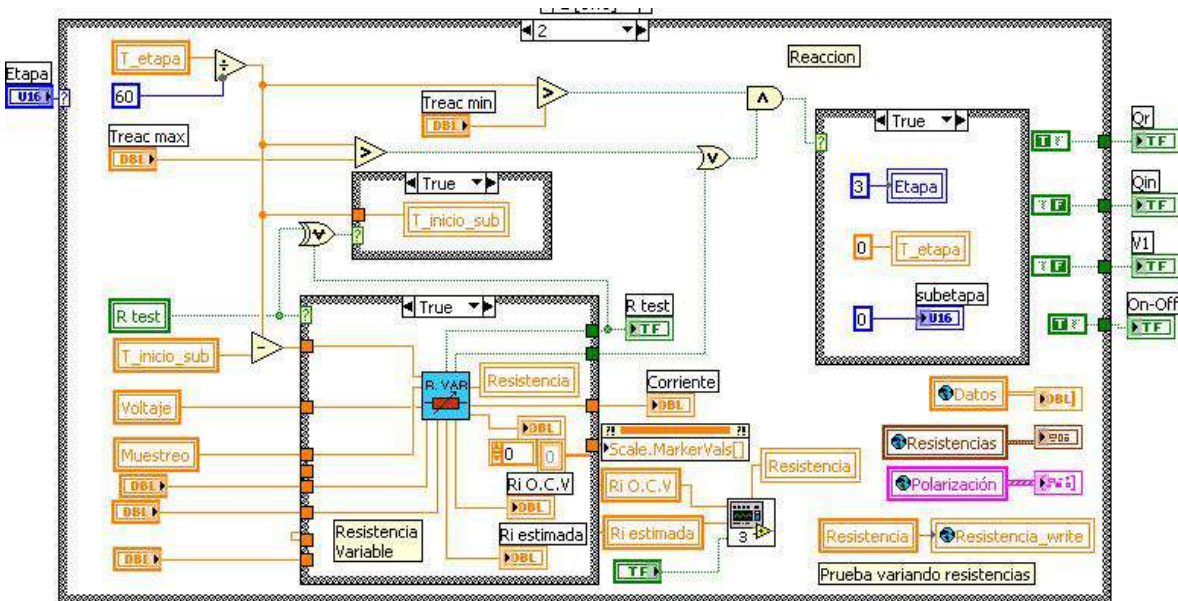 2
T_etapa
÷
Reaccion
Etapa
U16
?
60
Treac min
DBL
>
∧
Treac max
DBL
>
∨
True
?
Qr
TF
True
T_inicio_sub
?
3
Etapa
Qin
TF
0
T_etapa
V1
TF
subetapa
0
U16
On-Off
TF
R test
?
True
R test
TF
T_inicio_sub
-
R. VAR
Resistencia
Corriente
DBL
Datos
DBL]
Voltaje
DBL
?! ?!
Scale.MarkerVals[]
Resistencias
Muestreo
0
0
Resistencia
DBL
Ri O.C.V
Ri O.C.V
Polarización
DBL
DBL
3
Resistencia
Variable
Ri estimada
Ri estimada
Resistencia
Resistencia_write
DBL
DBL
TF
Prueba variando resistencias